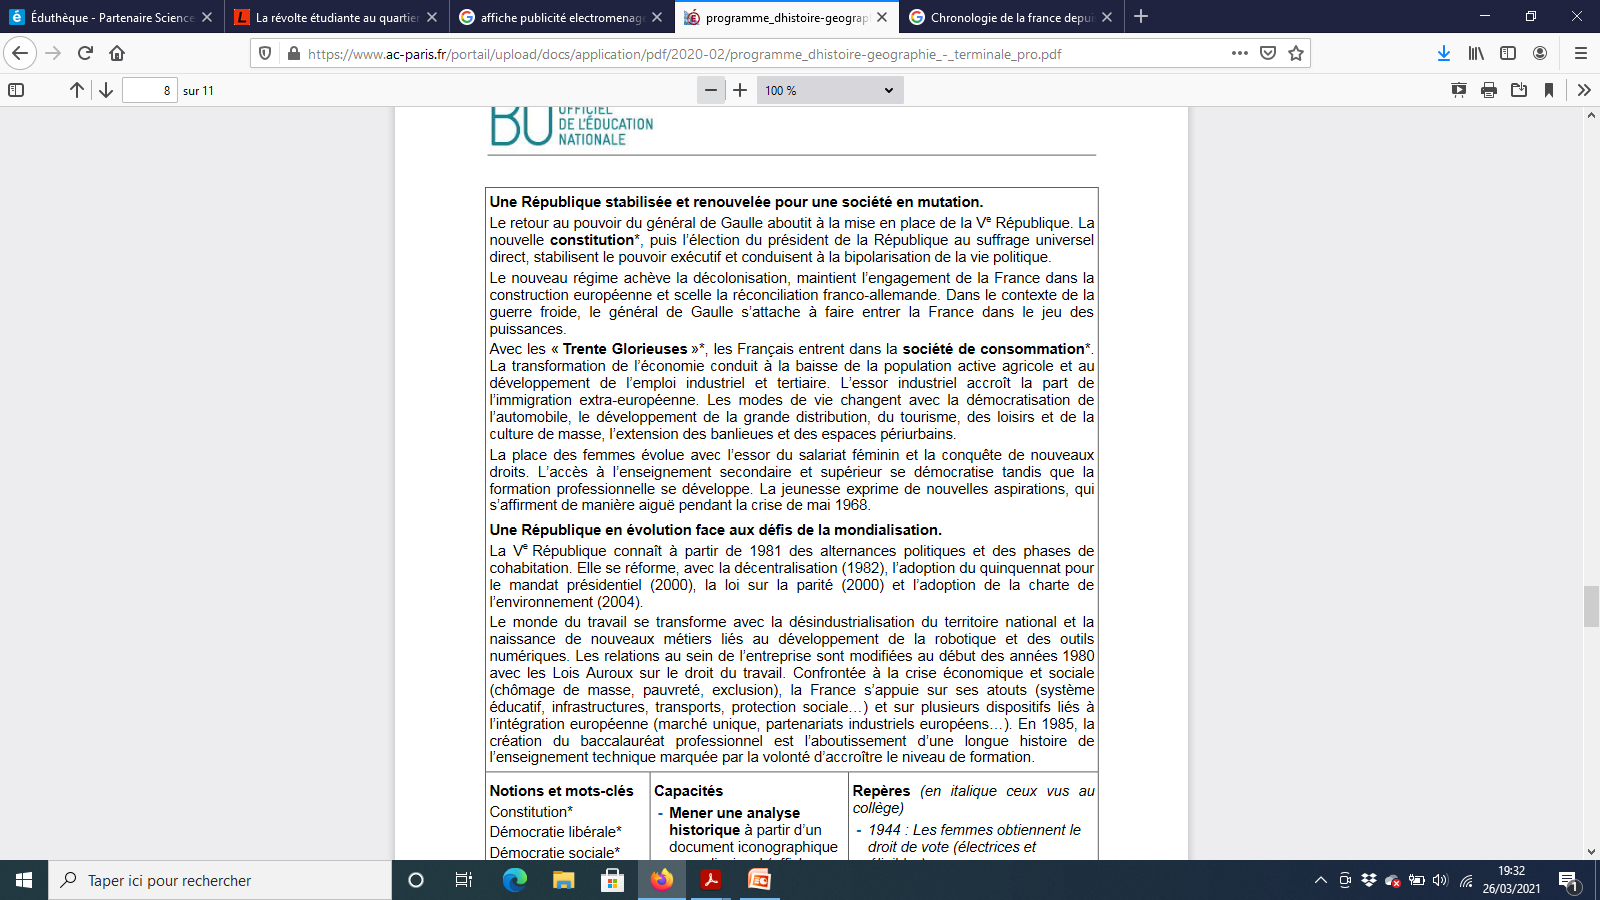 Éduthèque - Partenaire Science
La révolte étudiante au quartier
affiche publicité electromenage
programme_dhistoire-geograph
Chronologie de la france depui
https://www.ac-paris.fr/portail/upload/docs/application/pdf/2020-02/programme_dhistoire-geographie_-_terminale_pro.pdf
8 sur 11
100 %
BO
OFFICIEL
DE L'ÉDUCATION
NATIONALE
Une République stabilisée et renouvelée pour une société en mutation.
Le retour au pouvoir du général de Gaulle aboutit à la mise en place de la Ve République. La
nouvelle constitution*, puis l'élection du président de la République au suffrage universel
direct, stabilisent le pouvoir exécutif et conduisent à la bipolarisation de la vie politique.
Le nouveau régime achève la décolonisation, maintient l'engagement de la France dans la
construction européenne et scelle la réconciliation franco-allemande. Dans le contexte de la
guerre froide, le général de Gaulle s'attache à faire entrer la France dans le jeu des
puissances.
Avec les « Trente Glorieuses »*, les Français entrent dans la société de consommation*.
La transformation de l'économie conduit à la baisse de la population active agricole et au
développement de l'emploi industriel et tertiaire. L'essor industriel accroît la part de
l'immigration extra-européenne. Les modes de vie changent avec la démocratisation de
l'automobile, le développement de la grande distribution, du tourisme, des loisirs et de la
culture de masse, l'extension des banlieues et des espaces périurbains.
La place des femmes évolue avec l'essor du salariat féminin et la conquête de nouveaux
droits. L'accès à l'enseignement secondaire et supérieur se démocratise tandis que la
formation professionnelle se développe. La jeunesse exprime de nouvelles aspirations, qui
s'affirment de manière aiguë pendant la crise de mai 1968.
Une République en évolution face aux défis de la mondialisation.
La Ve République connaît à partir de 1981 des alternances politiques et des phases de
cohabitation. Elle se réforme, avec la décentralisation (1982), l'adoption du quinquennat pour
le mandat présidentiel (2000), la loi sur la parité (2000) et l'adoption de la charte de
l'environnement (2004).
Le monde du travail se transforme avec la désindustrialisation du territoire national et la
naissance de nouveaux métiers liés au développement de la robotique et des outils
numériques. Les relations au sein de l'entreprise sont modifiées au début des années 1980
avec les Lois Auroux sur le droit du travail. Confrontée à la crise économique et sociale
(chômage de masse, pauvreté, exclusion), la France s'appuie sur ses atouts (système
éducatif, infrastructures, transports, protection sociale…) et sur plusieurs dispositifs liés à
l'intégration européenne (marché unique, partenariats industriels européens…). En 1985, la
création du baccalauréat professionnel est l'aboutissement d'une longue histoire de
l'enseignement technique marquée par la volonté d'accroître le niveau de formation.
Notions et mots-clés
Constitution*
Démocratie libérale*
Démocratie sociale*
Capacités
- Mener une analyse
historique à partir d'un
document iconographique
Repères (en italique ceux vus au
collège)
- 1944 : Les femmes obtiennent le
droit de vote (électrices et
Taper ici pour rechercher
19:32
26/03/2021
1